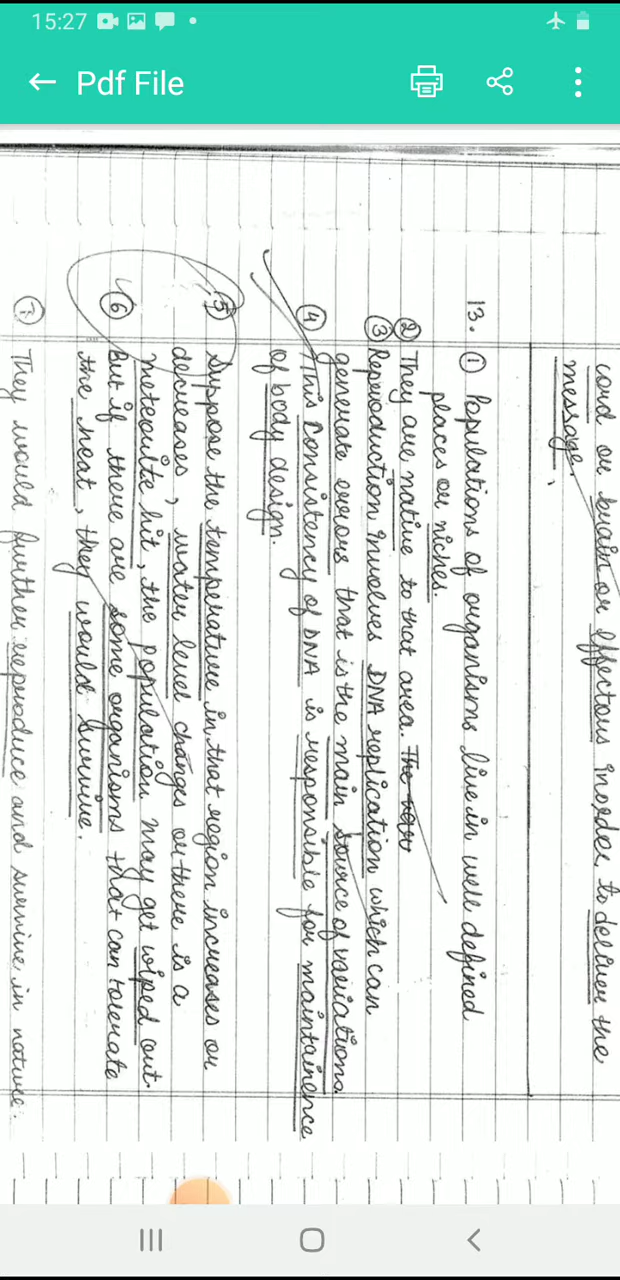 15:27
Pdf File
cord or brain or effectors inorder to deliver the
message.
13. ① Populations of organisms live in well defined
places or niches.
② They are native to that area.
③ Reproduction involves DNA replication which can
generate errors that is the main source of variations.
④ This consistency of DNA is responsible for maintainence
of body design.
⑤ Suppose the temperature in that region increases or
decreases, water level changes or there is a
meteorite hit, the population may get wiped out.
⑥ But if there are some organisms that can tolerate
the heat, they would survive.
⑦ They would further reproduce and survive in nature.